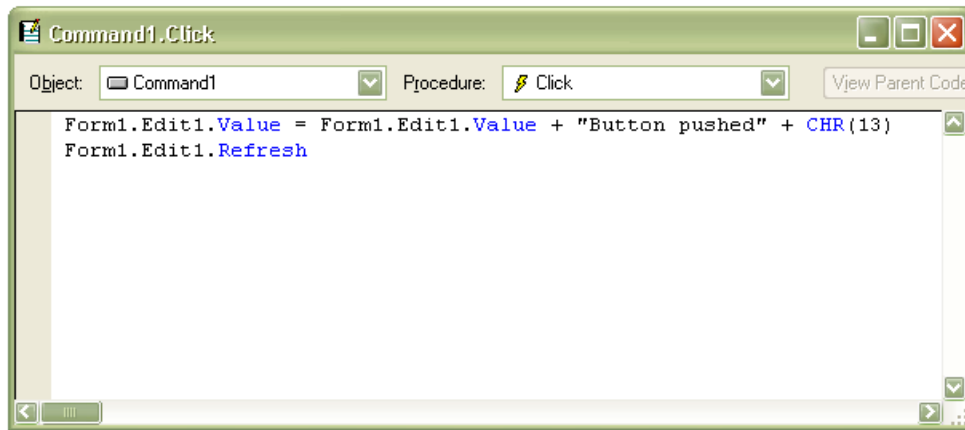 Command1.Click
Object: Command1 Procedure: Click View Parent Code
Form1.Edit1.Value = Form1.Edit1.Value + "Button pushed" + CHR(13)
Form1.Edit1.Refresh